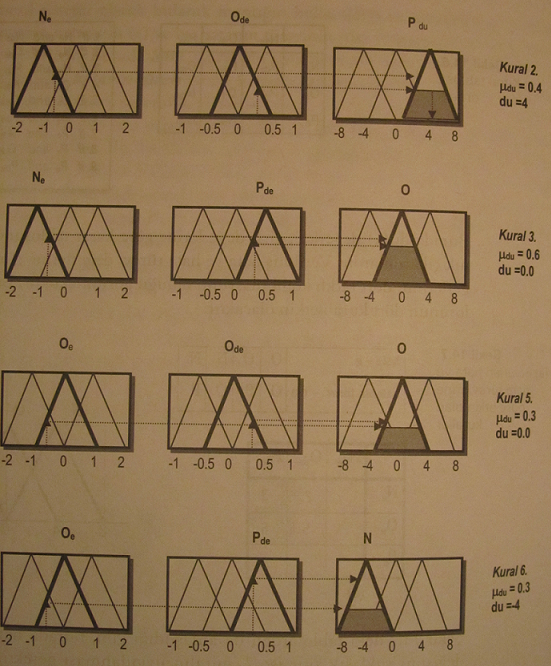 Ne Ode Pdu
Kural 2.
μdu = 0.4
du =4
-2 -1 0 1 2 -1 -0.5 0 0.5 1 -8 -4 0 4 8
Ne Pde O
Kural 3.
μdu = 0.6
du =0.0
-2 -1 0 1 2 -1 -0.5 0 0.5 1 -8 -4 0 4 8
Oe Ode O
Kural 5.
μdu = 0.3
du =0.0
-2 -1 0 1 2 -1 -0.5 0 0.5 1 -8 -4 0 4 8
Oe Pde N
Kural 6.
μdu = 0.3
du =-4
-2 -1 0 1 2 -1 -0.5 0 0.5 1 -8 -4 0 4 8